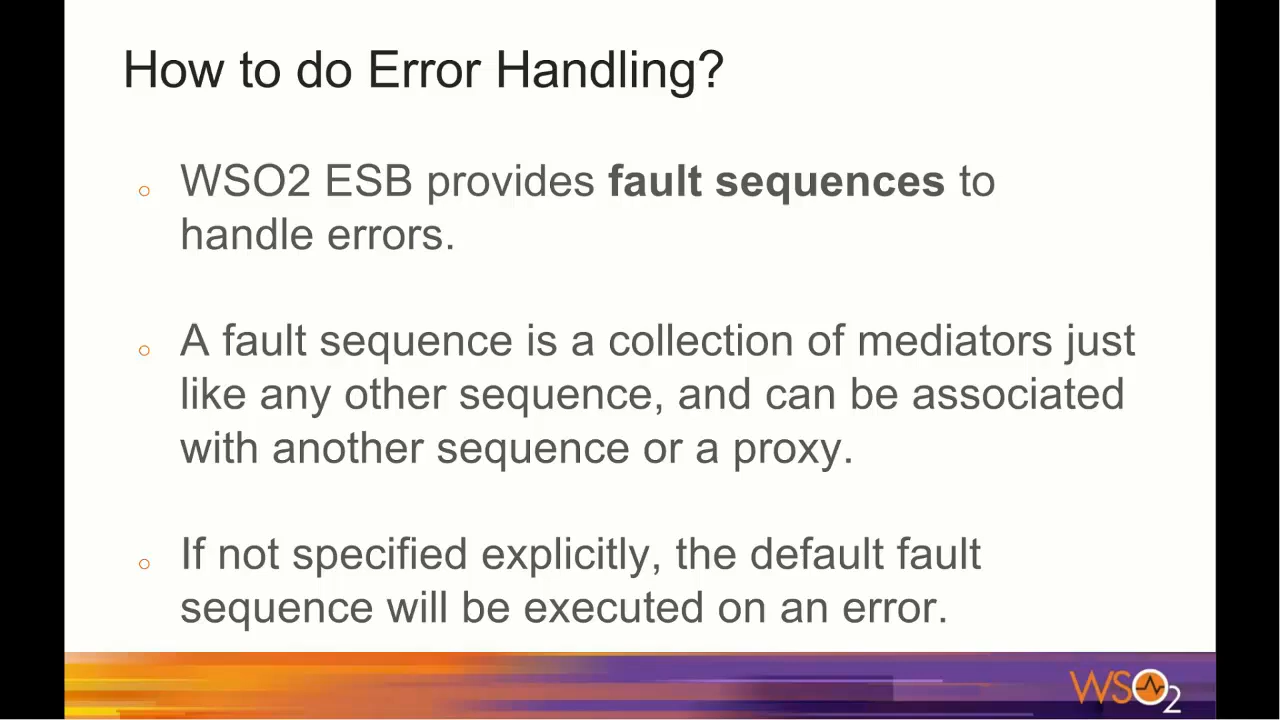 How to do Error Handling?
WSO2 ESB provides fault sequences to
handle errors.
A fault sequence is a collection of mediators just
like any other sequence, and can be associated
with another sequence or a proxy.
If not specified explicitly, the default fault
sequence will be executed on an error.
WSO2